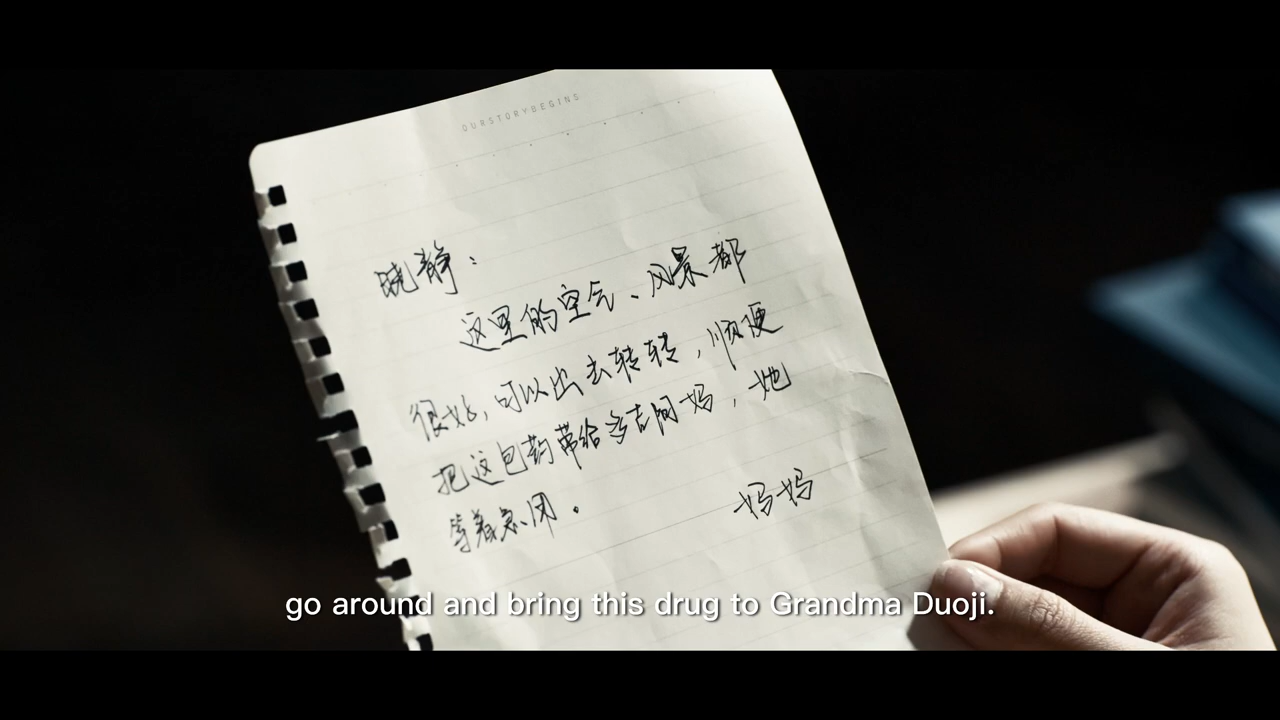 OURSTORYBEGINS
晓静：
这里的空气、风景都
很好,可以出去转转,顺便
把这包药带给多吉阿妈,她
等着急用。
妈妈
go around and bring this drug to Grandma Duoji.